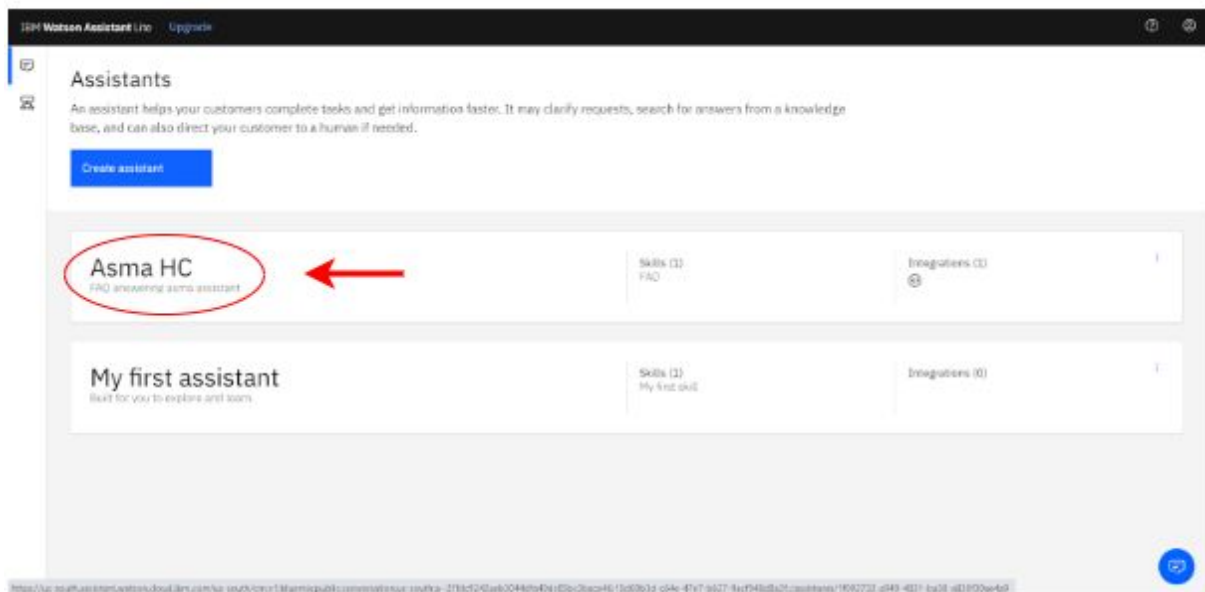 IBM Watson Assistant Lite Upgrade
Assistants
An assistant helps your customers complete tasks and get information faster. It may clarify requests, search for answers from a knowledge
base, and can also direct your customer to a human if needed.
Create assistant
Asma HC
FAQ answering asma assistant
Skills (1)
FAQ
Integrations (1)
My first assistant
Built for you to explore and learn
Skills (1)
My first skill
Integrations (0)